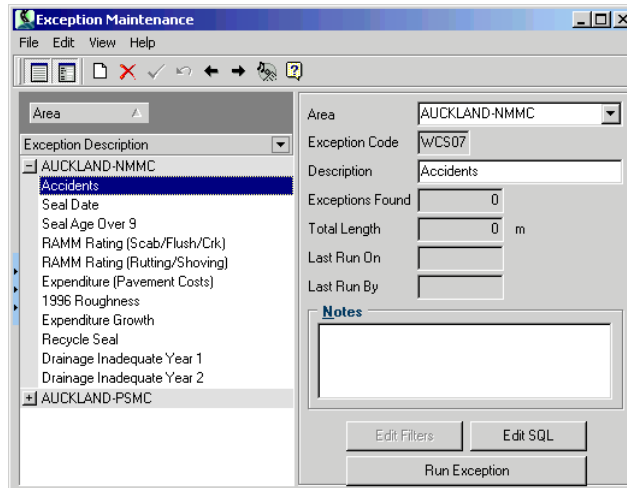 Exception Maintenance
File Edit View Help
Area
Exception Description
AUCKLAND-NMMC
Accidents
Seal Date
Seal Age Over 9
RAMM Rating (Scab/Flush/Crk)
RAMM Rating (Rutting/Shoving)
Expenditure (Pavement Costs)
1996 Roughness
Expenditure Growth
Recycle Seal
Drainage Inadequate Year 1
Drainage Inadequate Year 2
AUCKLAND-PSMC
Area AUCKLAND-NMMC
Exception Code WCS07
Description Accidents
Exceptions Found 0
Total Length 0 m
Last Run On
Last Run By
Notes
Edit Filters Edit SQL
Run Exception